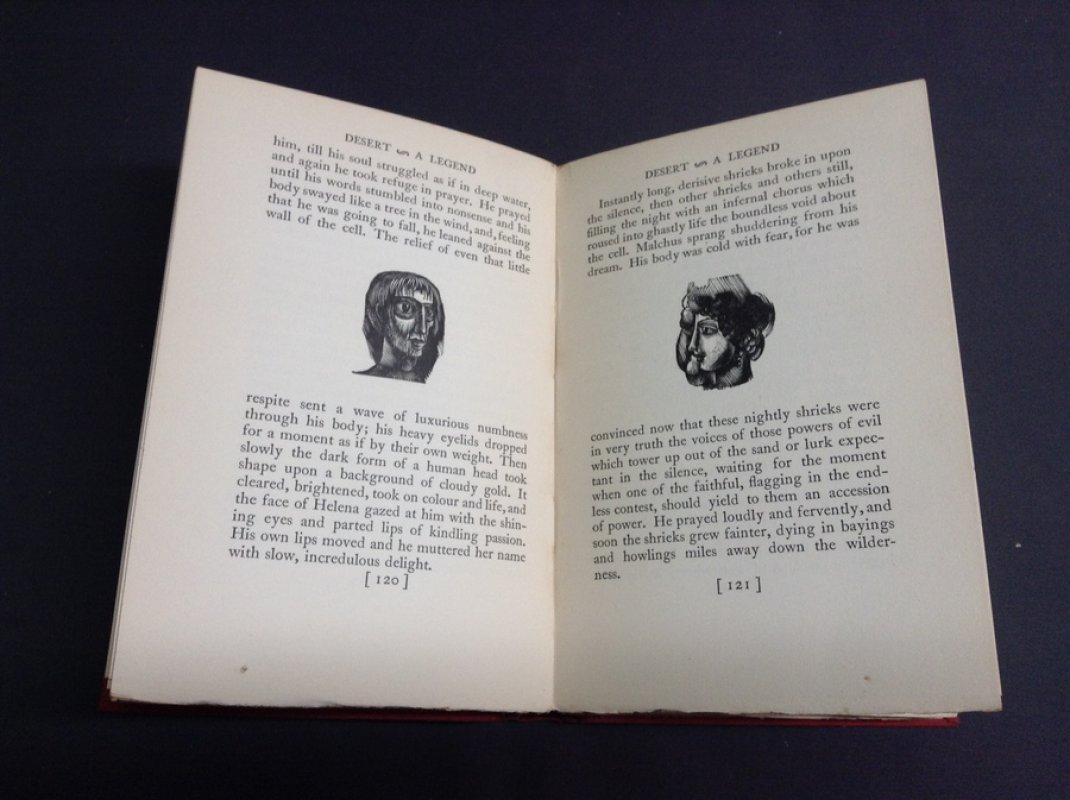 DESERT ~ A LEGEND
him, till his soul struggled as if in deep water,
and again he took refuge in prayer. He prayed
until his words stumbled into nonsense and his
body swayed like a tree in the wind, and, feeling
that he was going to fall, he leaned against the
wall of the cell. The relief of even that little
respite sent a wave of luxurious numbness
through his body; his heavy eyelids dropped
for a moment as if by their own weight. Then
slowly the dark form of a human head took
shape upon a background of cloudy gold. It
cleared, brightened, took on colour and life, and
the face of Helena gazed at him with the shin-
ing eyes and parted lips of kindling passion.
His own lips moved and he muttered her name
with slow, incredulous delight.
[ 120 ]
DESERT ~ A LEGEND
Instantly long, derisive shrieks broke in upon
the silence, then other shrieks and others still,
filling the night with an infernal chorus which
roused into ghastly life the boundless void about
the cell. Malchus sprang shuddering from his
dream. His body was cold with fear, for he was
convinced now that these nightly shrieks were
in very truth the voices of those powers of evil
which tower up out of the sand or lurk expec-
tant in the silence, waiting for the moment
when one of the faithful, flagging in the end-
less contest, should yield to them an accession
of power. He prayed loudly and fervently, and
soon the shrieks grew fainter, dying in bayings
and howlings miles away down the wilder-
ness.
[ 121 ]